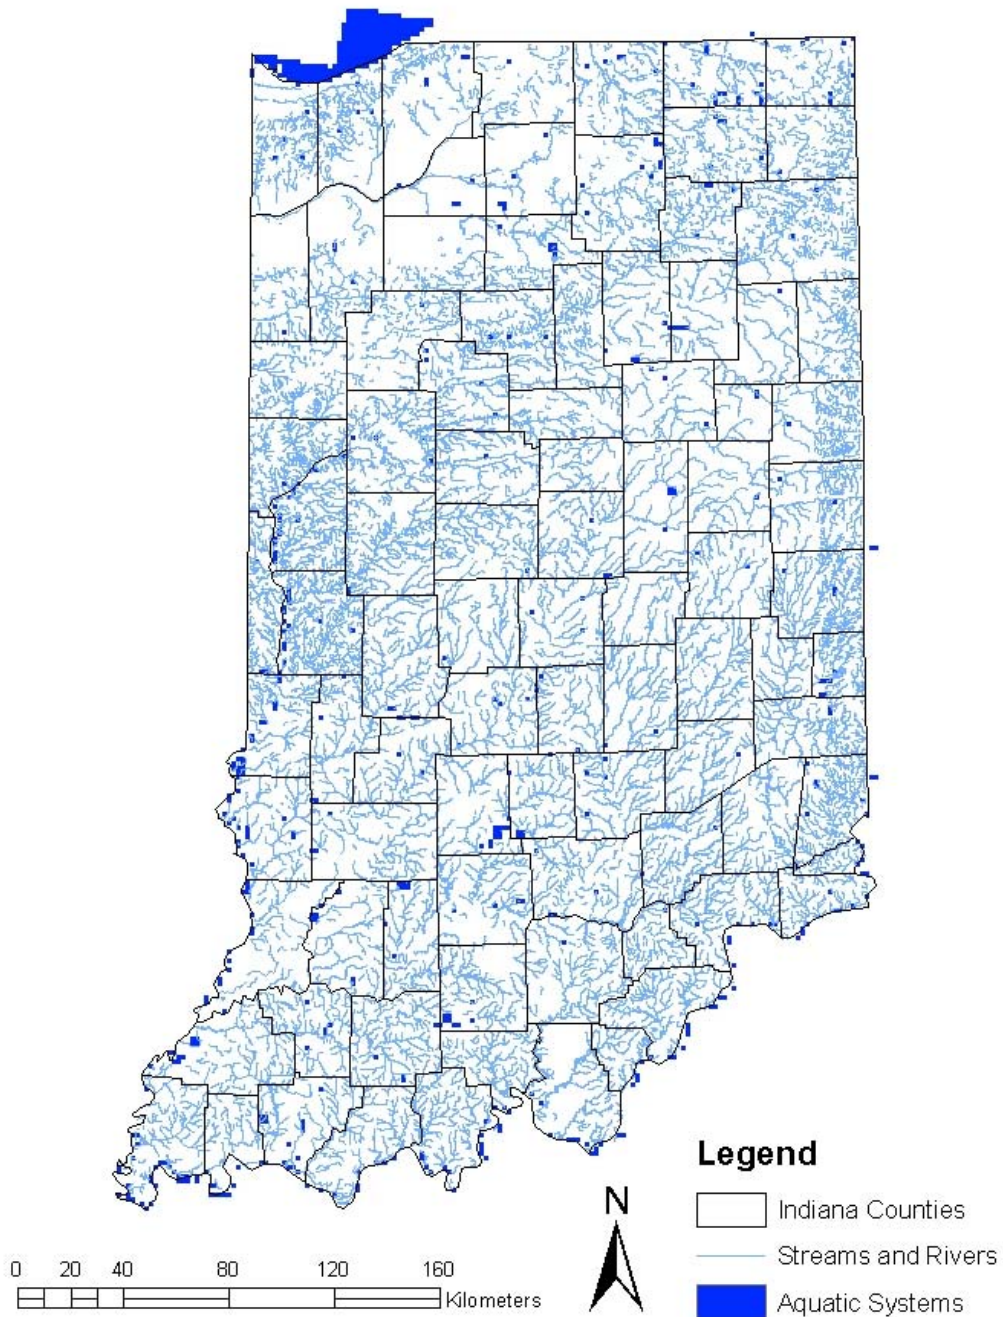 Legend
N
Indiana Counties
Streams and Rivers
0 20 40 80 120 160
Kilometers
Aquatic Systems